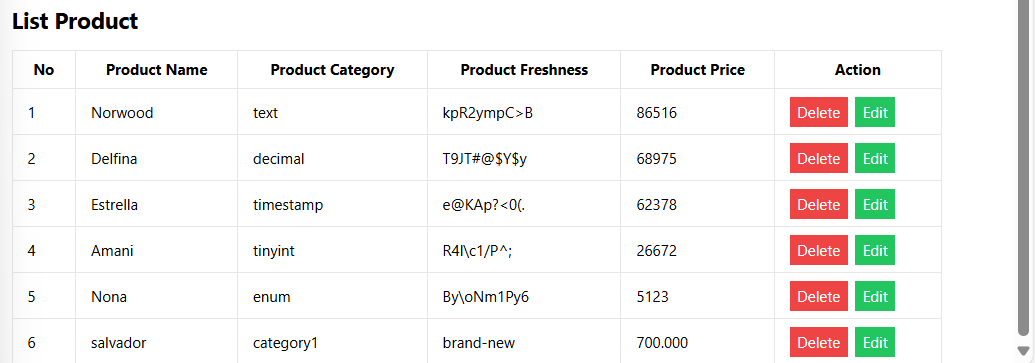 List Product
No Product Name Product Category Product Freshness Product Price Action
1 Norwood text kpR2ympC>B 86516 Delete Edit
2 Delfina decimal T9JT#@$Y$y 68975 Delete Edit
3 Estrella timestamp e@KAp?<0(. 62378 Delete Edit
4 Amani tinyint R4l\c1/P^; 26672 Delete Edit
5 Nona enum By\oNm1Py6 5123 Delete Edit
6 salvador category1 brand-new 700.000 Delete Edit